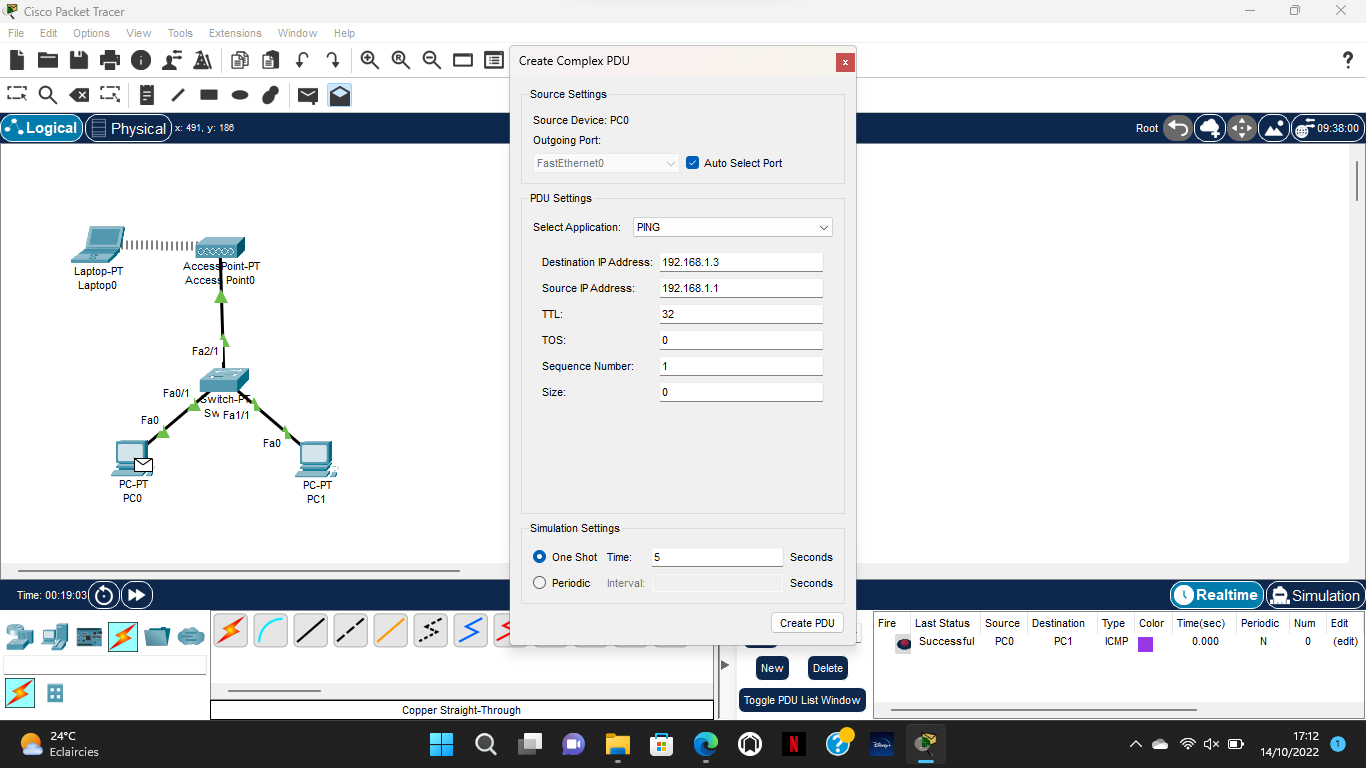 Cisco Packet Tracer
File Edit Options View Tools Extensions Window Help
Logical Physical x: 491, y: 186
Root 09:38:00
Laptop-PT
Laptop0
AccessPoint-PT
Access Point0
Fa2/1
Fa0/1
Switch-PT
Sw Fa1/1
Fa0
Fa0
PC-PT
PC0
PC-PT
PC1
Create Complex PDU
x
Source Settings
Source Device: PC0
Outgoing Port:
FastEthernet0 Auto Select Port
PDU Settings
Select Application: PING
Destination IP Address: 192.168.1.3
Source IP Address: 192.168.1.1
TTL: 32
TOS: 0
Sequence Number: 1
Size: 0
Simulation Settings
One Shot Time: 5 Seconds
Periodic Interval: Seconds
Create PDU
Time: 00:19:03
Realtime Simulation
Copper Straight-Through
New Delete
Toggle PDU List Window
Fire Last Status Source Destination Type Color Time(sec) Periodic Num Edit
Successful PC0 PC1 ICMP 0.000 N 0 (edit)
24°C
Eclaircies
N
Disney+
17:12
14/10/2022
1